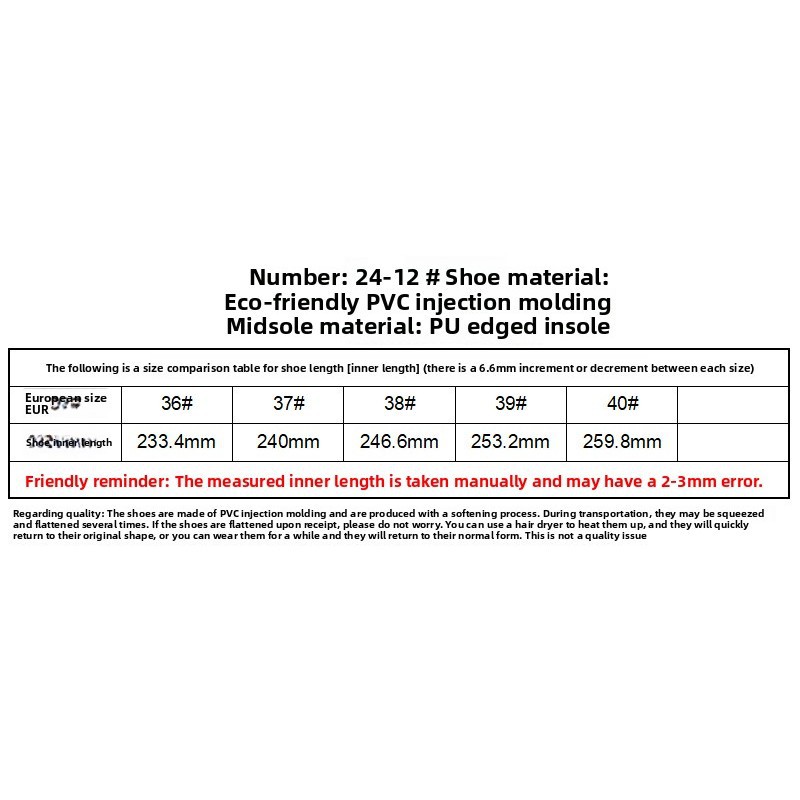 Number: 24-12 # Shoe material:
Eco-friendly PVC injection molding
Midsole material: PU edged insole
The following is a size comparison table for shoe length [inner length] (there is a 6.6mm increment or decrement between each size)
European size EUR 36# 37# 38# 39# 40#
Shoe inner length 233.4mm 240mm 246.6mm 253.2mm 259.8mm
Friendly reminder: The measured inner length is taken manually and may have a 2-3mm error.
Regarding quality: The shoes are made of PVC injection molding and are produced with a softening process. During transportation, they may be squeezed
and flattened several times. If the shoes are flattened upon receipt, please do not worry. You can use a hair dryer to heat them up, and they will quickly
return to their original shape, or you can wear them for a while and they will return to their normal form. This is not a quality issue